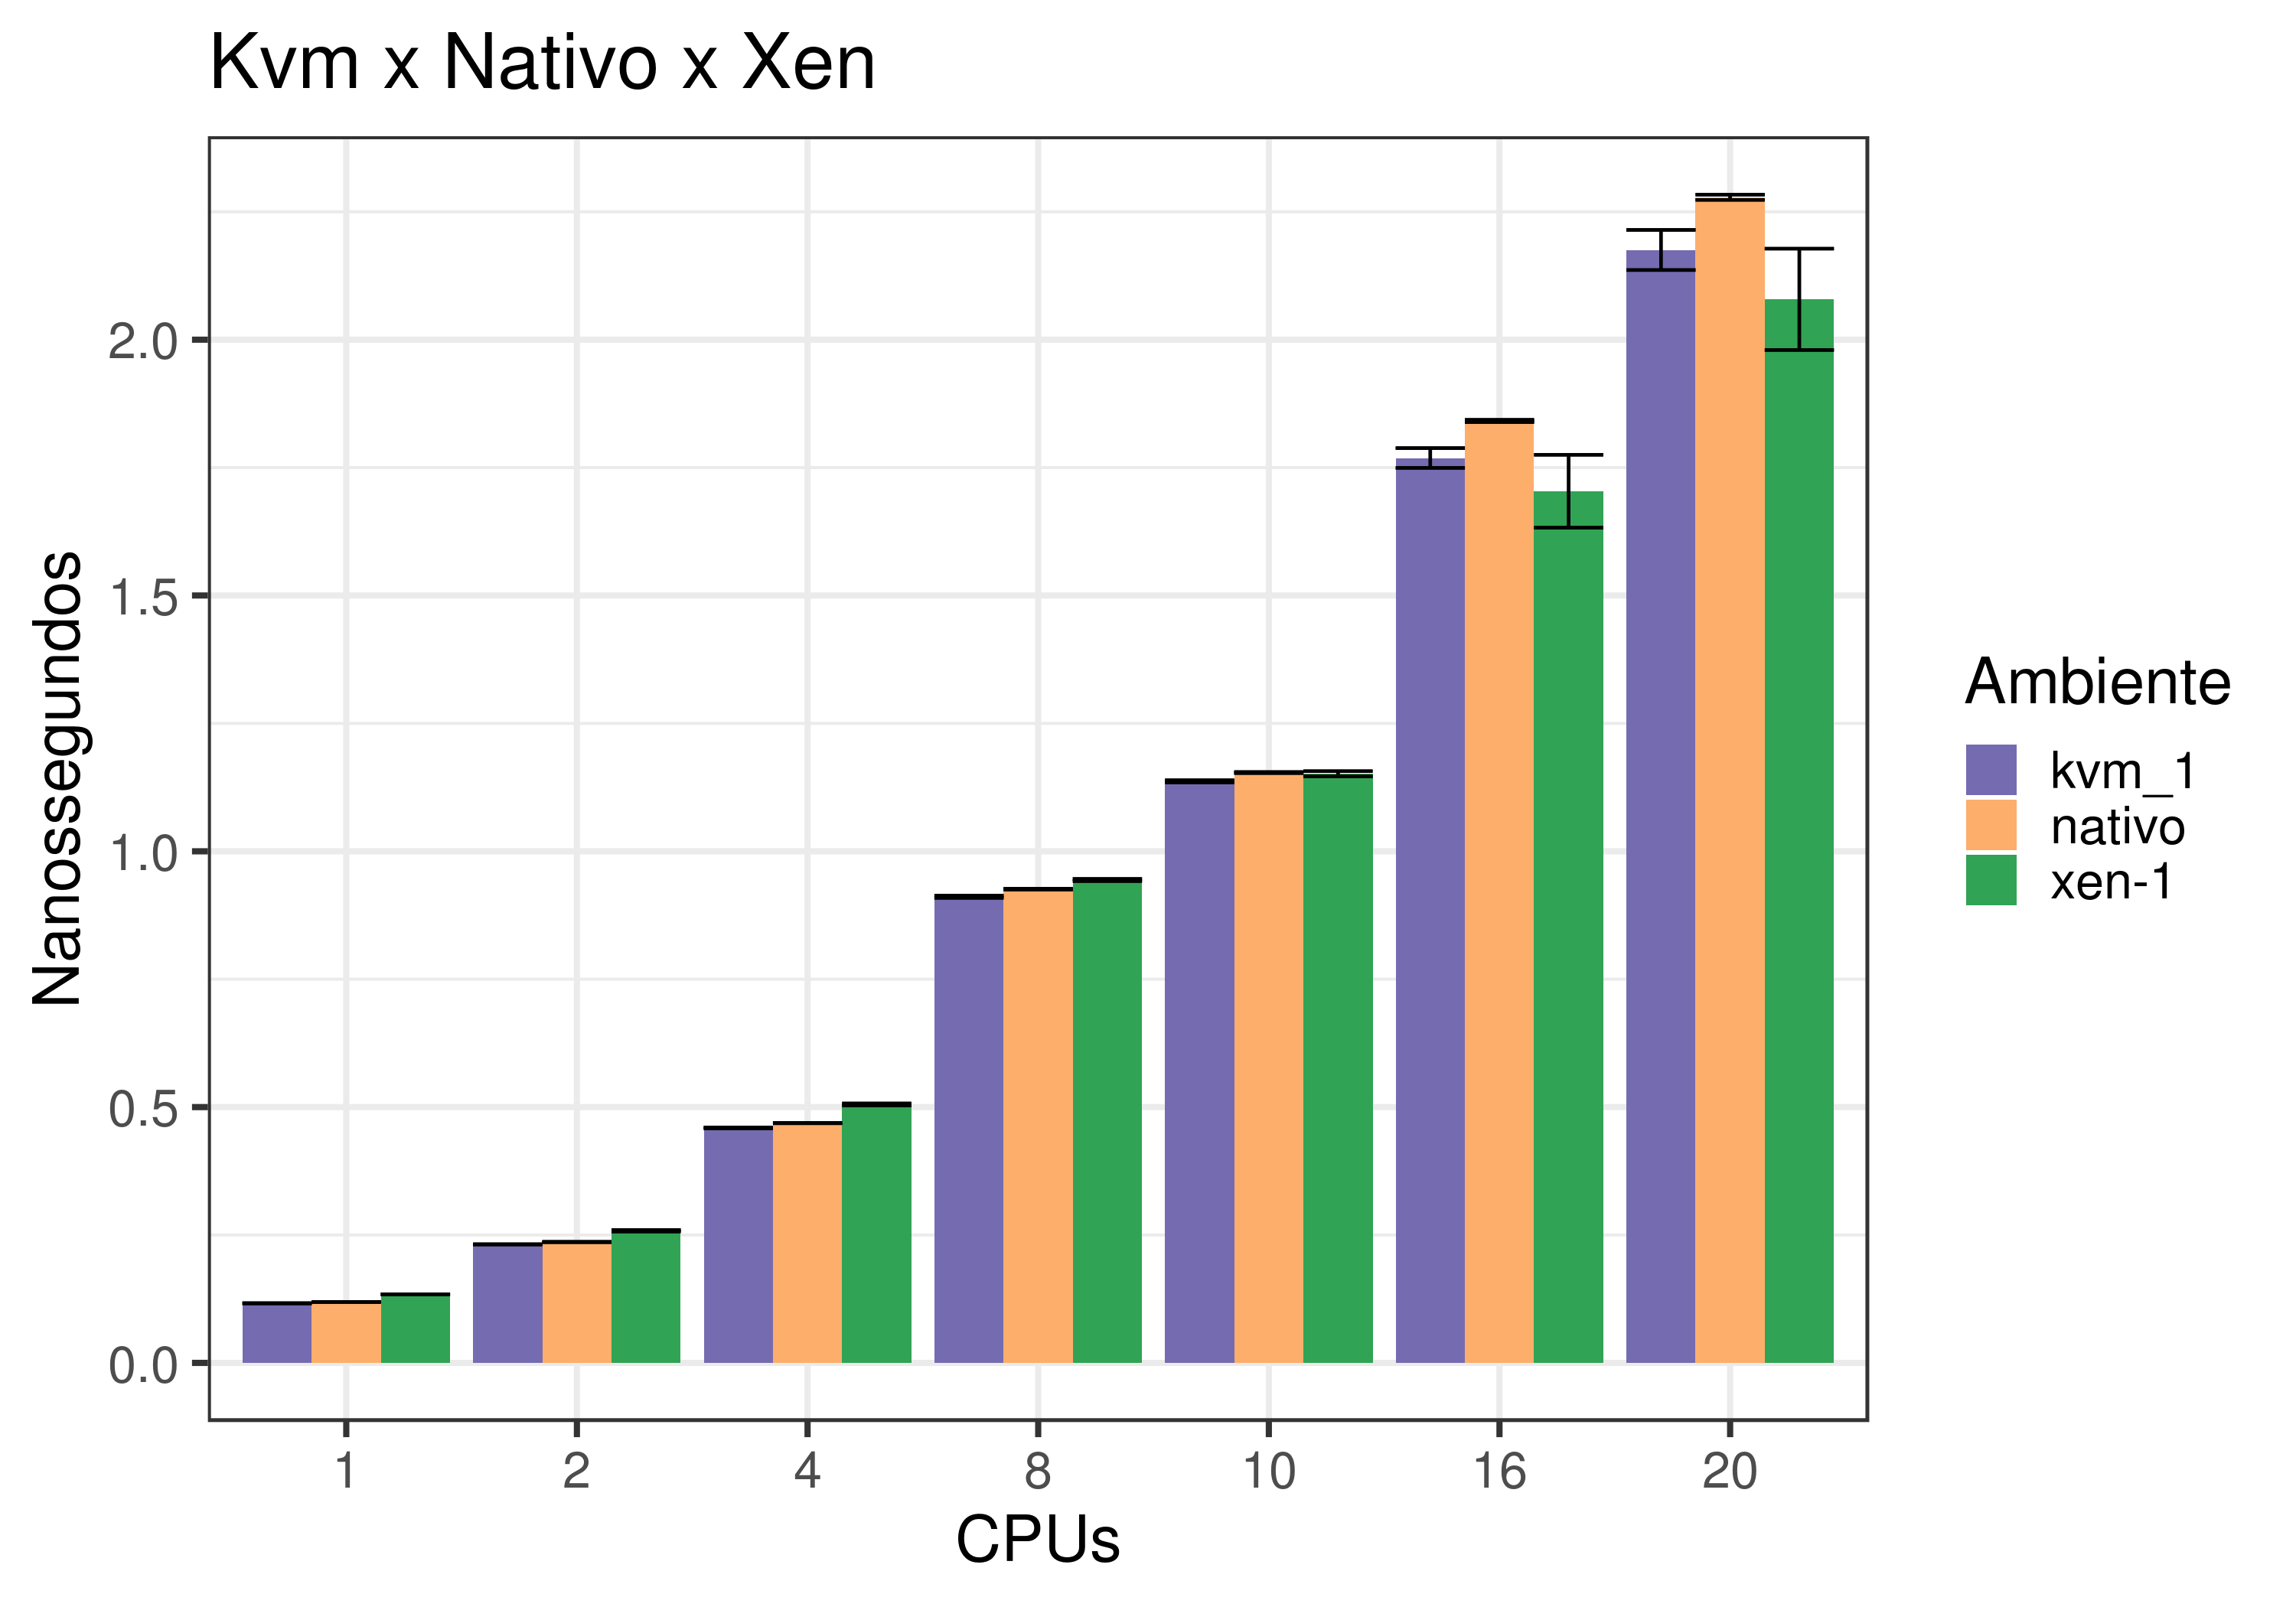 Kvm x Nativo x Xen
Nanossegundos
2.0
1.5
1.0
0.5
0.0
1 2 4 8 10 16 20
CPUs
Ambiente
kvm_1
nativo
xen-1